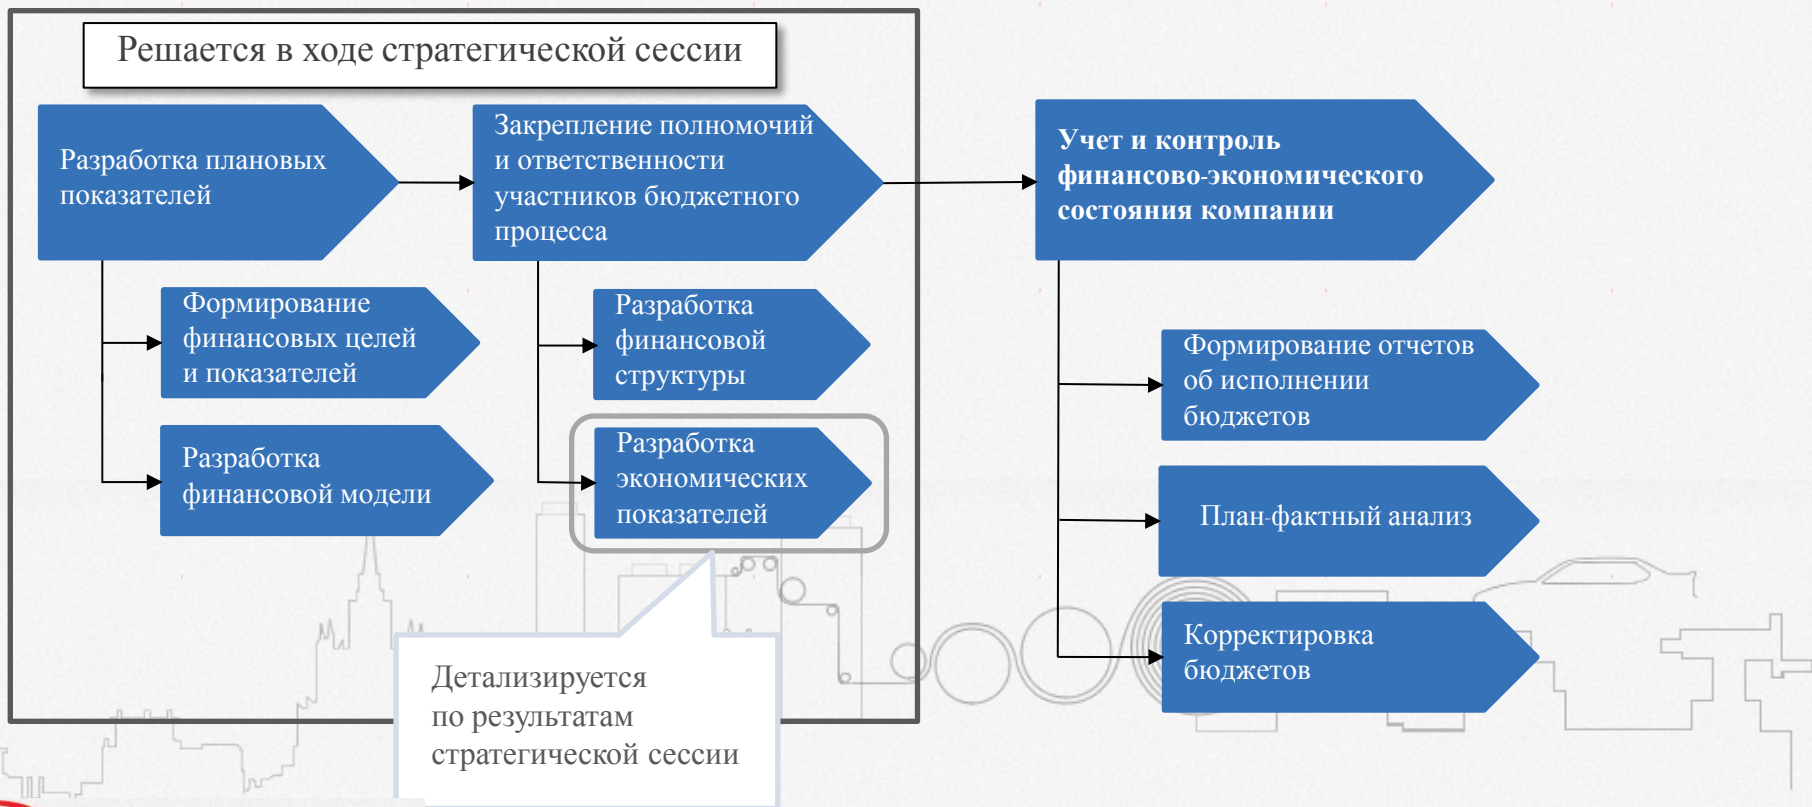 Решается в ходе стратегической сессии
Разработка плановых
показателей
Закрепление полномочий
и ответственности
участников бюджетного
процесса
Учет и контроль
финансово-экономического
состояния компании
Формирование
финансовых целей
и показателей
Разработка
финансовой модели
Разработка
финансовой
структуры
Разработка
экономических
показателей
Формирование отчетов
об исполнении
бюджетов
План-фактный анализ
Корректировка
бюджетов
Детализируется
по результатам
стратегической сессии